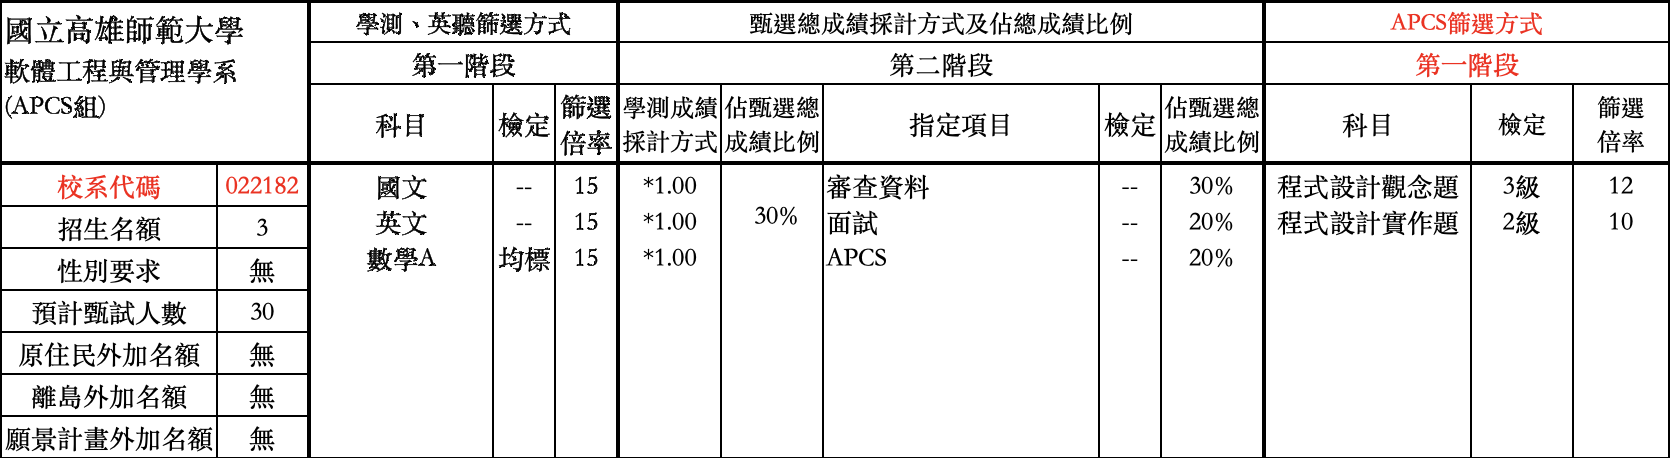 國立高雄師範大學
軟體工程與管理學系
(APCS組)
學測、英聽篩選方式
甄選總成績採計方式及佔總成績比例
APCS篩選方式
第一階段
第二階段
第一階段
科目
檢定
篩選
倍率
學測成績
採計方式
佔甄選總
成績比例
指定項目
檢定
佔甄選總
成績比例
科目
檢定
篩選
倍率
校系代碼 022182
招生名額 3
性別要求 無
預計甄試人數 30
原住民外加名額 無
離島外加名額 無
願景計畫外加名額 無
國文 -- 15 *1.00
英文 -- 15 *1.00
數學A 均標 15 *1.00
30%
審查資料 -- 30%
面試 -- 20%
APCS -- 20%
程式設計觀念題 3級 12
程式設計實作題 2級 10